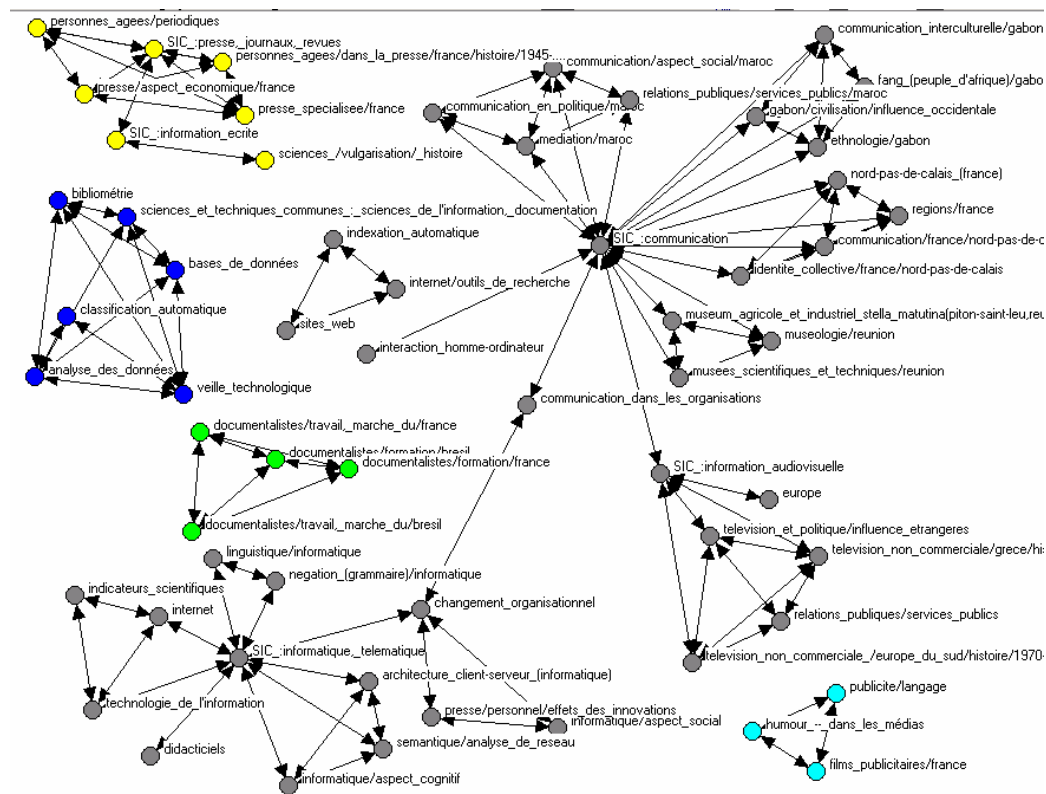 personnes_agees/periodiques
SIC_:presse,_journaux,_revues
personnes_agees/dans_la_presse/france/histoire/1945-...
presse/aspect_economique/france
presse_specialisee/france
SIC_:information_ecrite
sciences_/vulgarisation/_histoire
communication_interculturelle/gabon
communication/aspect_social/maroc
fang_(peuple_d'afrique)/gabo
relations_publiques/services_publics/maroc
communication_en_politique/maroc
gabon/civilisation/influence_occidentale
mediation/maroc
ethnologie/gabon
nord-pas-de-calais_(france)
regions/france
bibliométrie
sciences_et_techniques_communes_:_sciences_de_l'information,_documentation
indexation_automatique
SIC_:communication
communication/france/nord-pas-de-c
bases_de_données
internet/outils_de_recherche
identite_collective/france/nord-pas-de-calais
classification_automatique
sites_web
museum_agricole_et_industriel_stella_matutina(piton-saint-leu,reu
museologie/reunion
interaction_homme-ordinateur
analyse_des_données
musees_scientifiques_et_techniques/reunion
veille_technologique
communication_dans_les_organisations
documentalistes/travail,_marche_du/france
documentalistes/formation/bresil
documentalistes/formation/france
SIC_:information_audiovisuelle
europe
documentalistes/travail,_marche_du/bresil
television_et_politique/influence_etrangeres
linguistique/informatique
television_non_commerciale/grece/his
negation_(grammaire)/informatique
indicateurs_scientifiques
internet
changement_organisationnel
relations_publiques/services_publics
SIC_:informatique,_telematique
television_non_commerciale_/europe_du_sud/histoire/1970-
architecture_client-serveur_(informatique)
publicite/langage
technologie_de_l'information
presse/personnel/effets_des_innovations
informatique/aspect_social
humour_--_dans_les_médias
didacticiels
semantique/analyse_de_reseau
films_publicitaires/france
informatique/aspect_cognitif